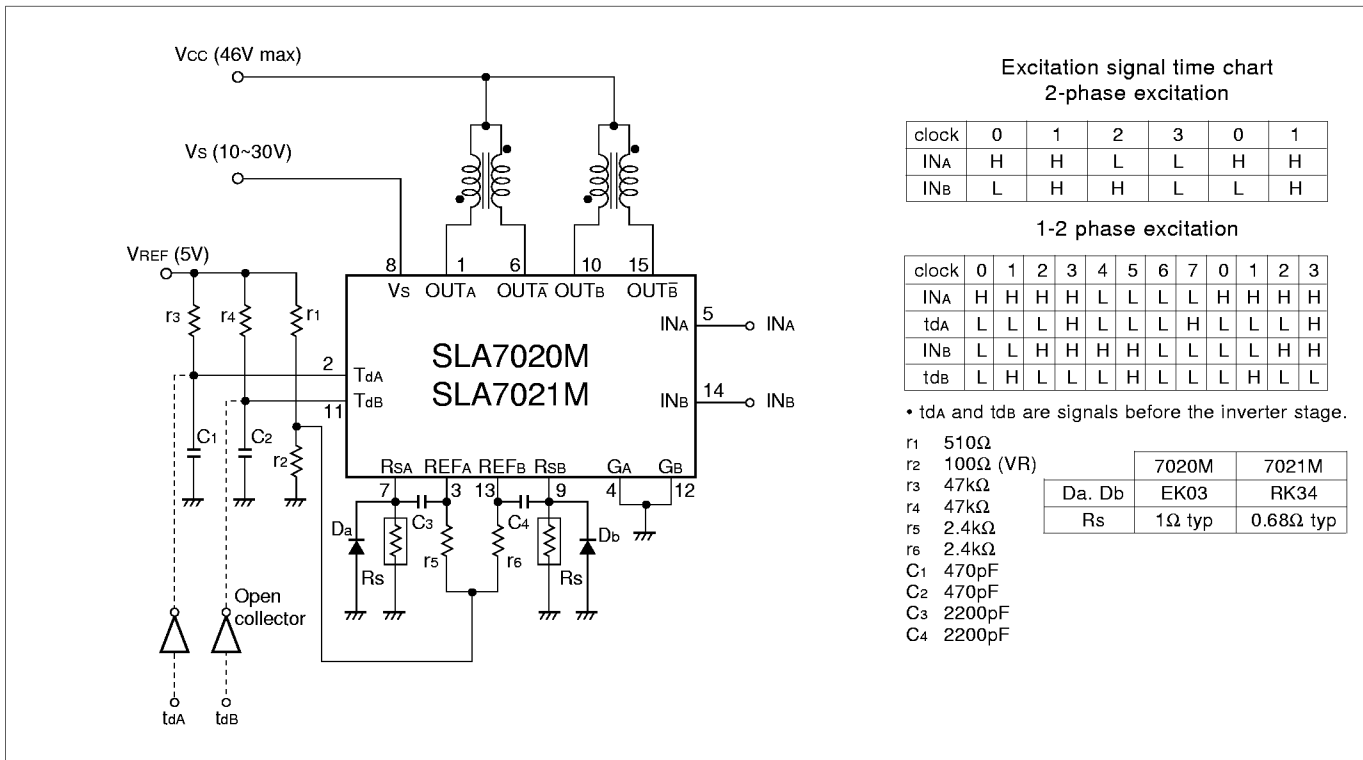 Vcc (46V max)
Vs (10~30V)
VREF (5V)
r3
r4
r1
8
1
6
10
15
Vs
OUTA
OUTA̅
OUTB
OUTB̅
SLA7020M
SLA7021M
5
INA
INA
14
INB
INB
2
TdA
TdB
11
C1
C2
r2
RSA
REFA
REFB
RSB
GA
GB
7
3
13
9
4
12
C3
C4
Da
r5
r6
Db
Rs
Rs
Open
collector
tdA
tdB
Excitation signal time chart
2-phase excitation
clock 0 1 2 3 0 1
INA H H L L H H
INB L H H L L H
1-2 phase excitation
clock 0 1 2 3 4 5 6 7 0 1 2 3
INA H H H H L L L L H H H H
tdA L L L H L L L H L L L H
INB L L H H H H L L L L H H
tdB L H L L L H L L L H L L
• tdA and tdB are signals before the inverter stage.
r1 510Ω
r2 100Ω (VR)
r3 47kΩ
r4 47kΩ
r5 2.4kΩ
r6 2.4kΩ
C1 470pF
C2 470pF
C3 2200pF
C4 2200pF
7020M 7021M
Da. Db EK03 RK34
Rs 1Ω typ 0.68Ω typ